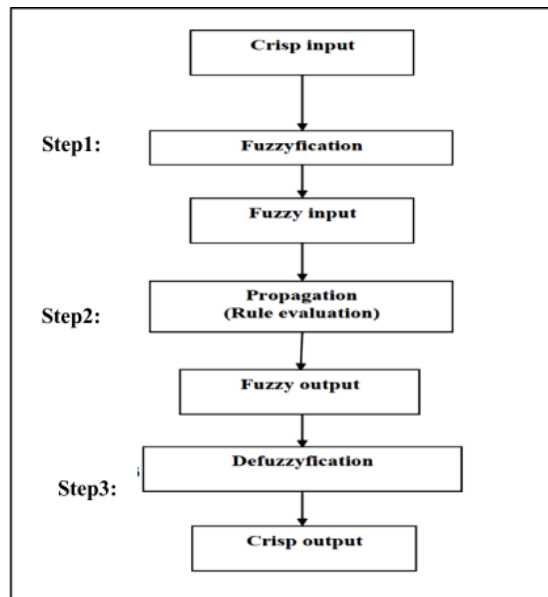 Crisp input
Step1:
Fuzzyfication
Fuzzy input
Propagation
(Rule evaluation)
Step2:
Fuzzy output
Defuzzyfication
Step3:
Crisp output